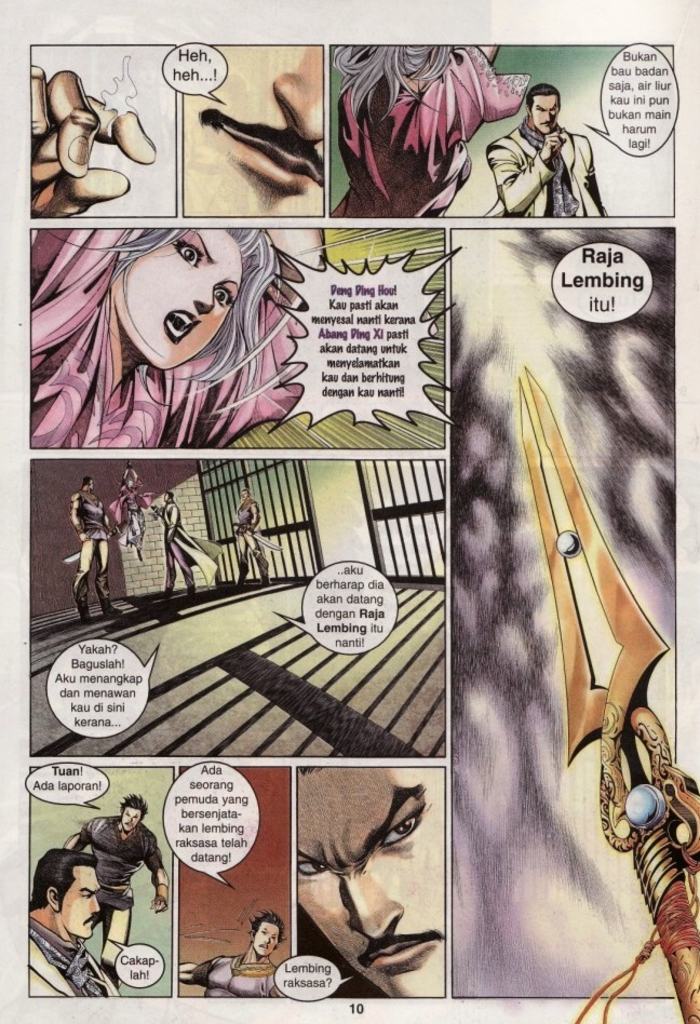 Heh,
heh...!
Bukan
bau badan
saja, air liur
kau ini pun
bukan main
harum
lagi!
Deng Ding Hou!
Kau pasti akan
menyesal nanti kerana
Abang Ding Xi pasti
akan datang untuk
menyelamatkan
kau dan berhitung
dengan kau nanti!
Raja
Lembing
itu!
Yakah?
Baguslah!
Aku menangkap
dan menawan
kau di sini
kerana...
..aku
berharap dia
akan datang
dengan Raja
Lembing itu
nanti!
Tuan!
Ada laporan!
Cakap-
lah!
Ada
seorang
pemuda yang
bersenjata-
kan lembing
raksasa telah
datang!
Lembing
raksasa?
10